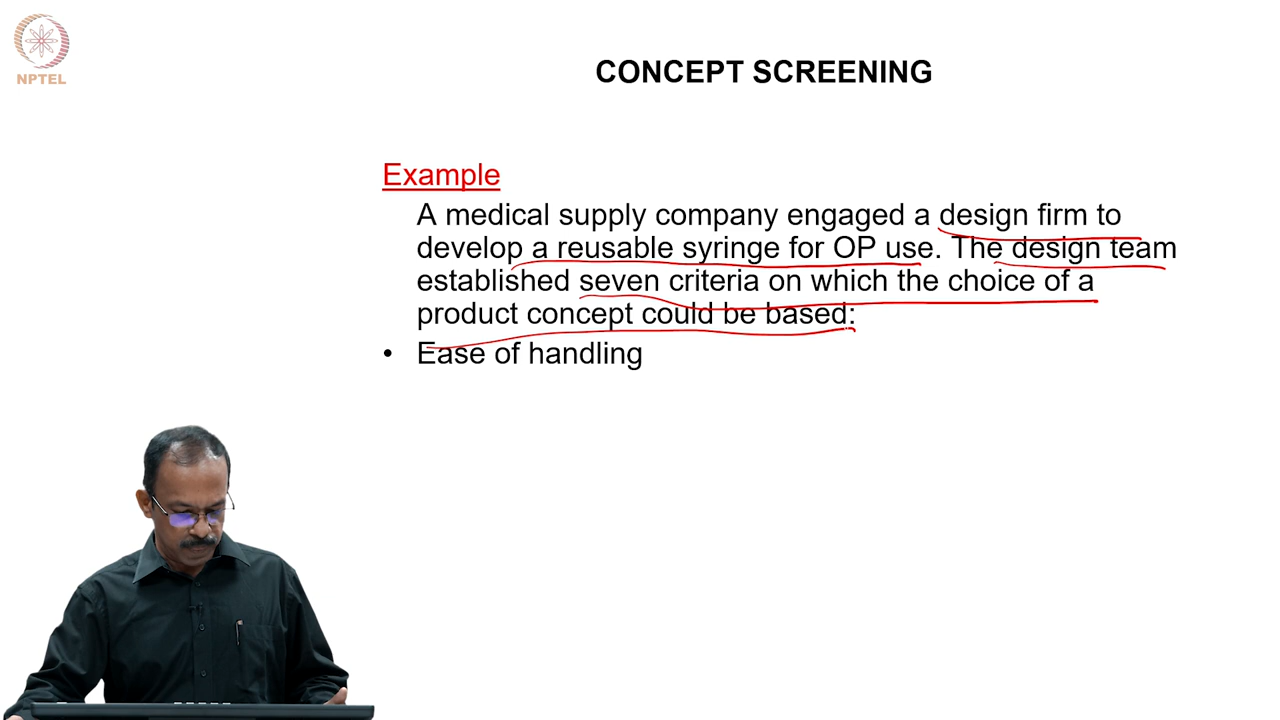 NPTEL
CONCEPT SCREENING
Example
A medical supply company engaged a design firm to
develop a reusable syringe for OP use. The design team
established seven criteria on which the choice of a
product concept could be based:
• Ease of handling